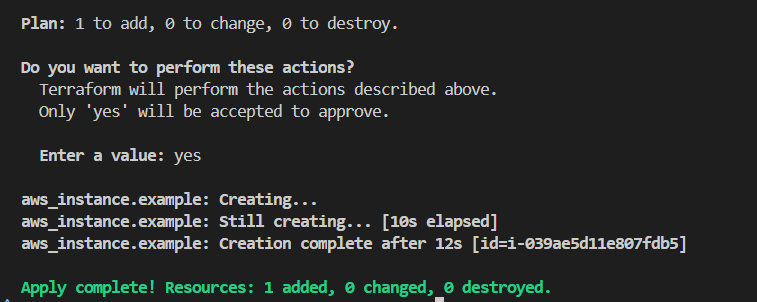 Plan: 1 to add, 0 to change, 0 to destroy.
Do you want to perform these actions?
Terraform will perform the actions described above.
Only 'yes' will be accepted to approve.
Enter a value: yes
aws_instance.example: Creating...
aws_instance.example: Still creating... [10s elapsed]
aws_instance.example: Creation complete after 12s [id=i-039ae5d11e807fdb5]
Apply complete! Resources: 1 added, 0 changed, 0 destroyed.